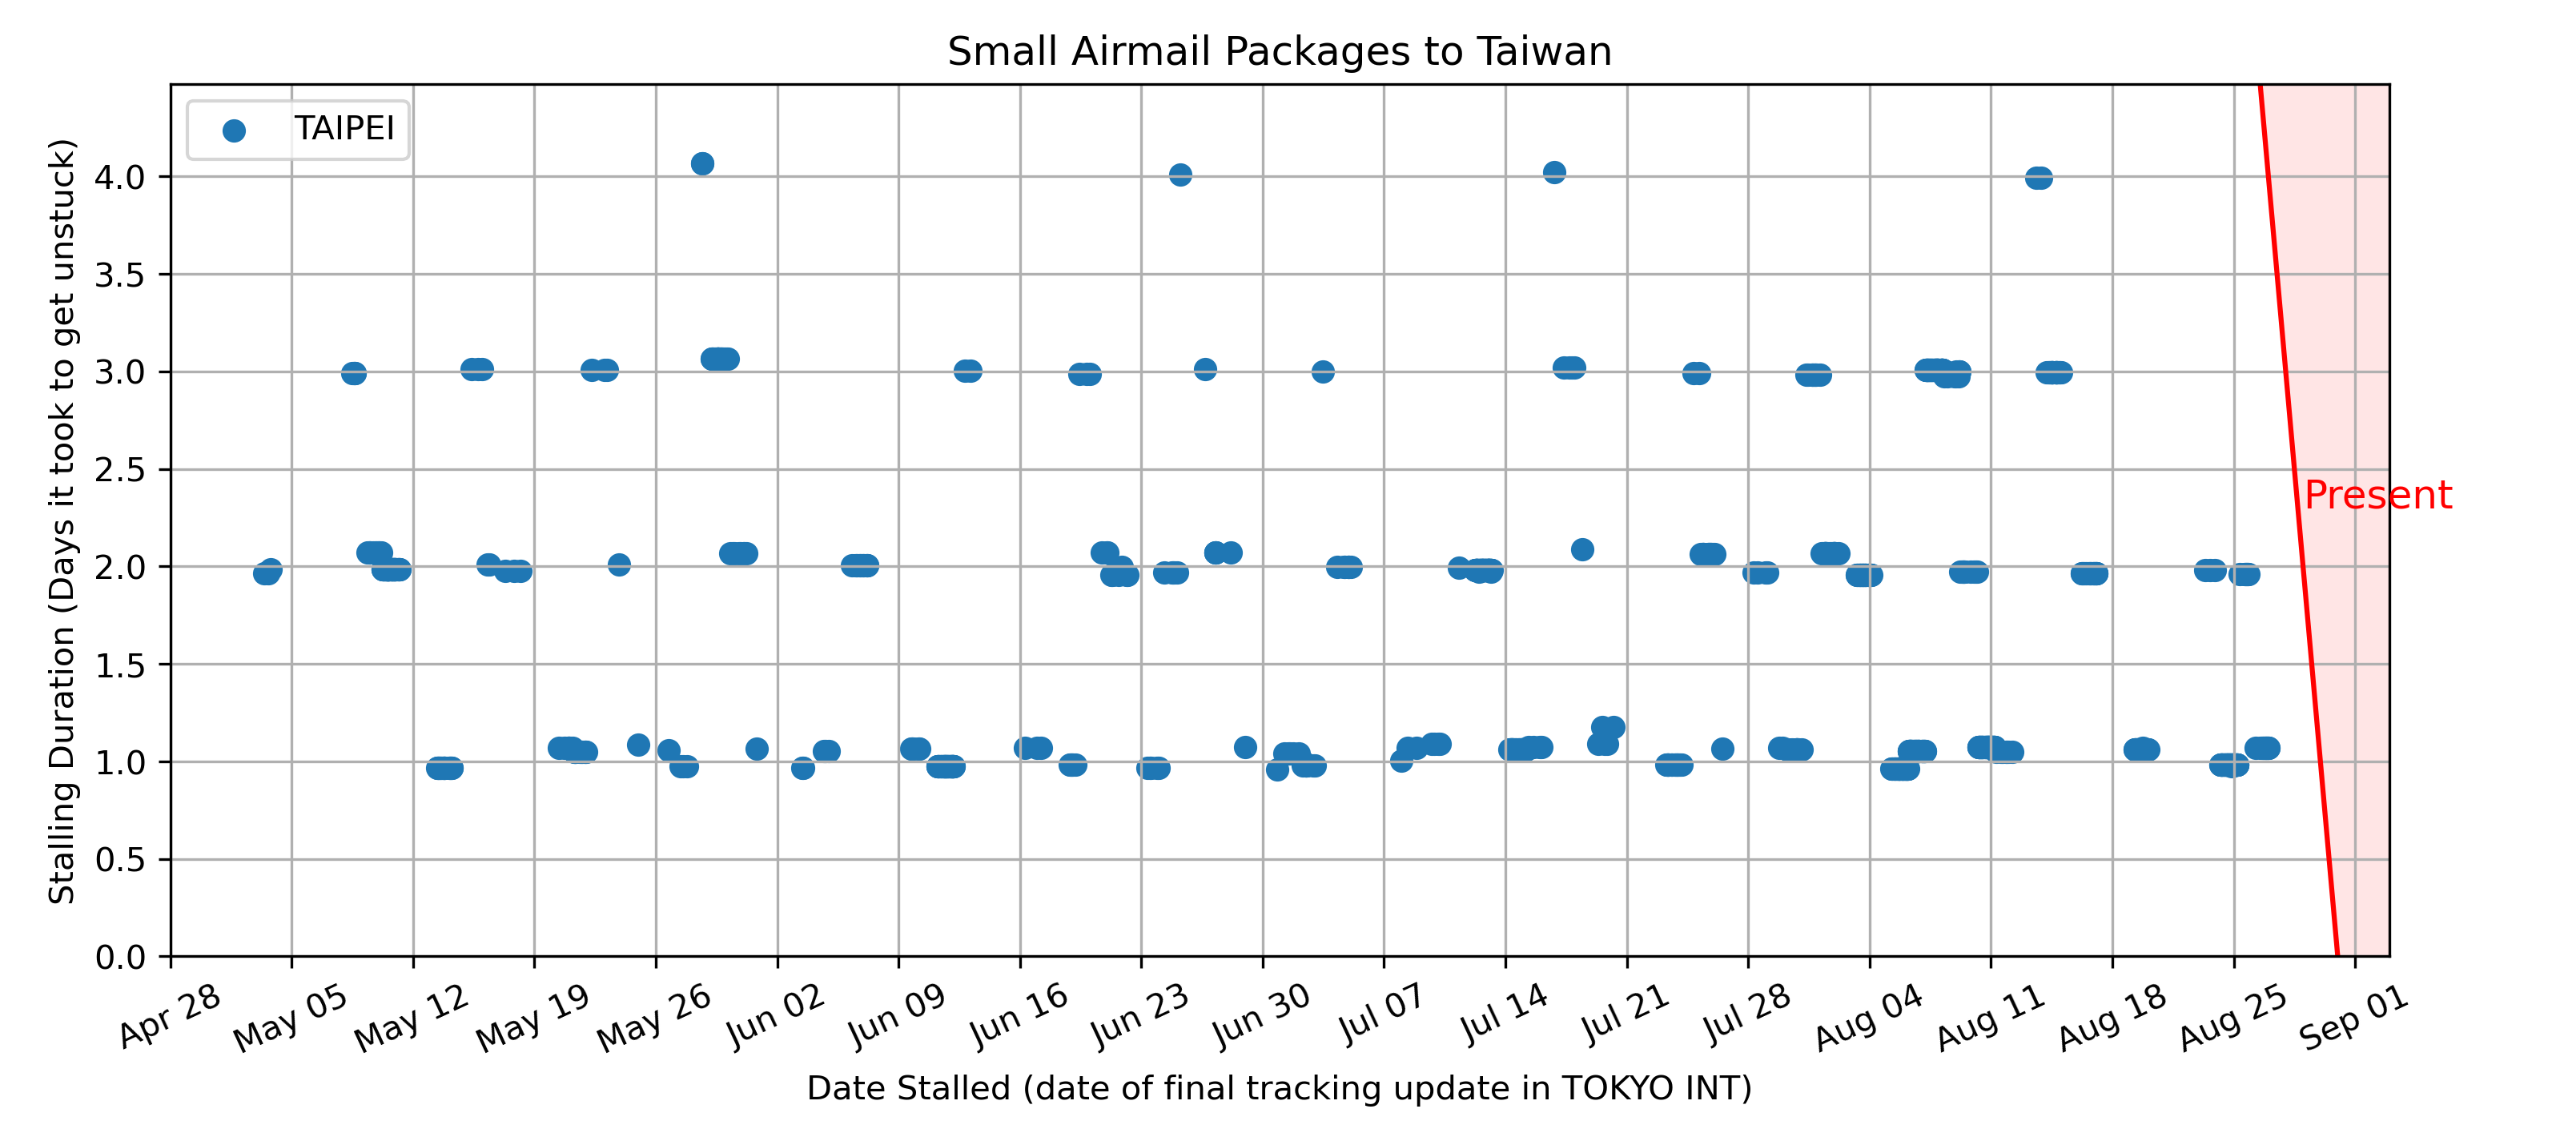 Small Airmail Packages to Taiwan
TAIPEI
Stalling Duration (Days it took to get unstuck)
4.0
3.5
3.0
2.5
2.0
1.5
1.0
0.5
0.0
Present
Apr 28 May 05 May 12 May 19 May 26 Jun 02 Jun 09 Jun 16 Jun 23 Jun 30 Jul 07 Jul 14 Jul 21 Jul 28 Aug 04 Aug 11 Aug 18 Aug 25 Sep 01
Date Stalled (date of final tracking update in TOKYO INT)